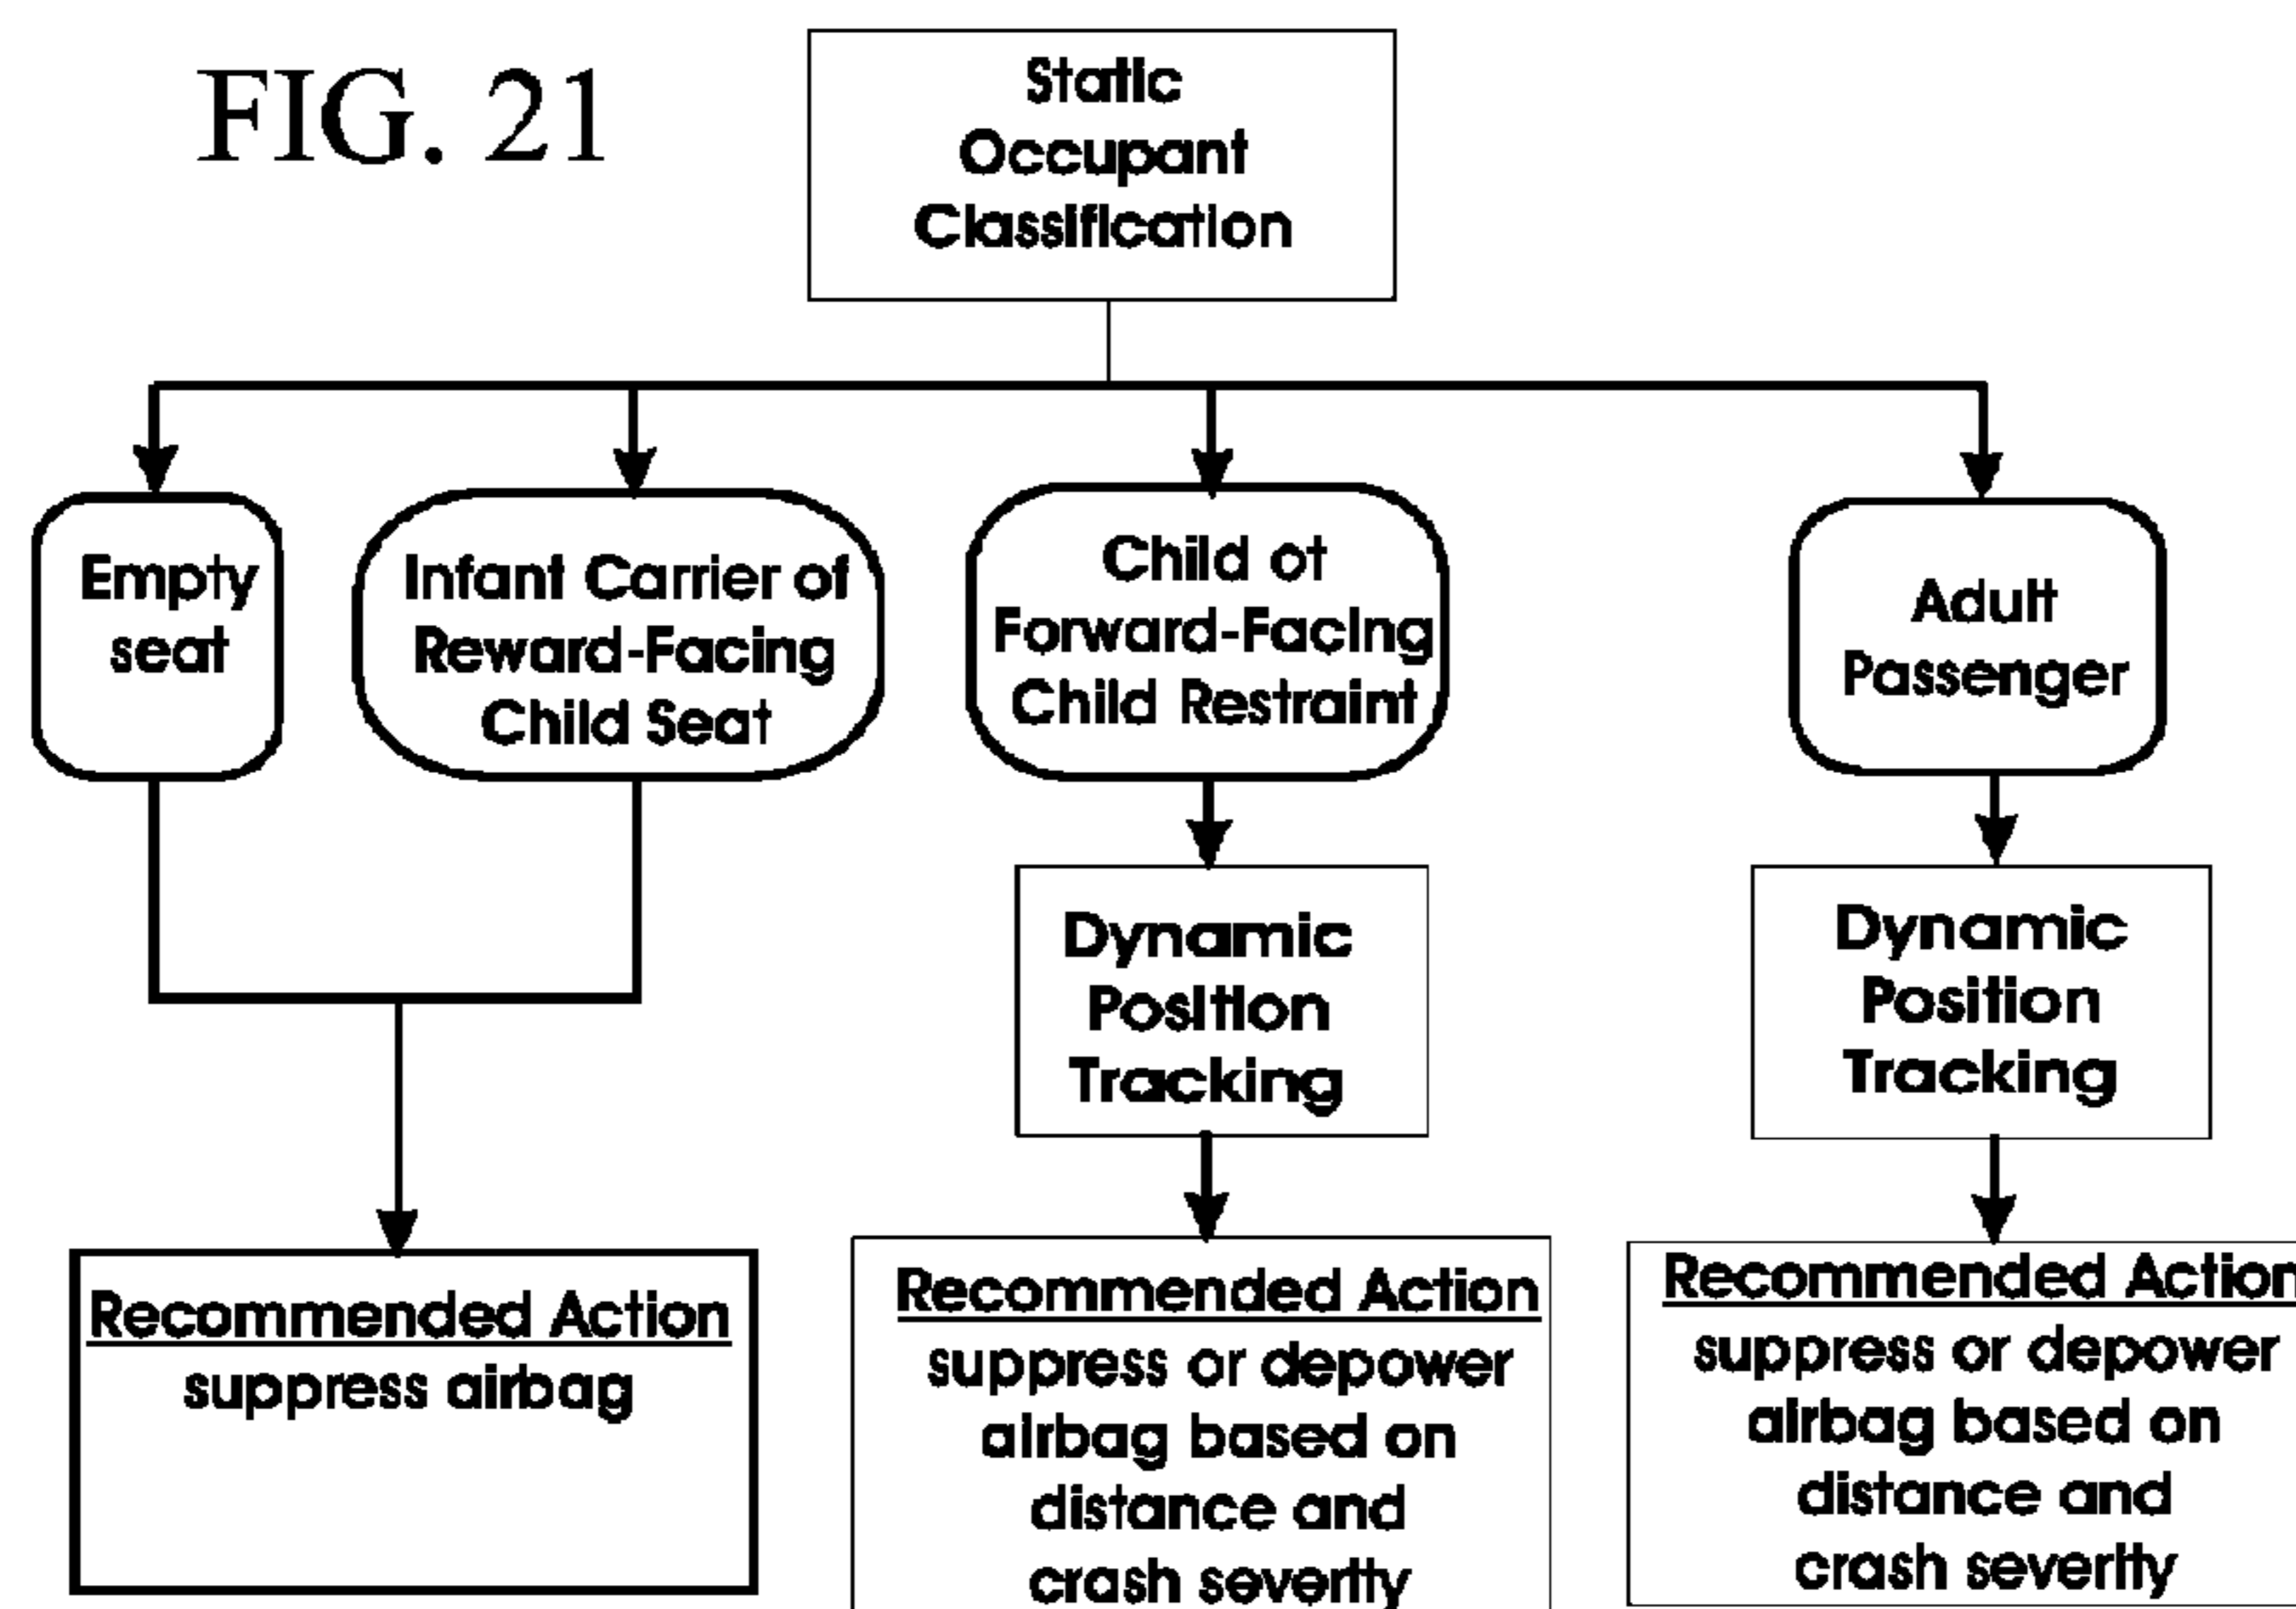 FIG. 21
Static
Occupant
Classification
Empty
seat
Infant Carrier of
Reward-Facing
Child Seat
Child ot
Forward-Facing
Child Restraint
Adult
Passenger
Dynamic
Position
Tracking
Dynamic
Position
Tracking
Recommended Action
suppress airbag
Recommended Action
suppress or depower
airbag based on
distance and
crash severity
Recommended Action
suppress or depower
airbag based on
distance and
crash severity